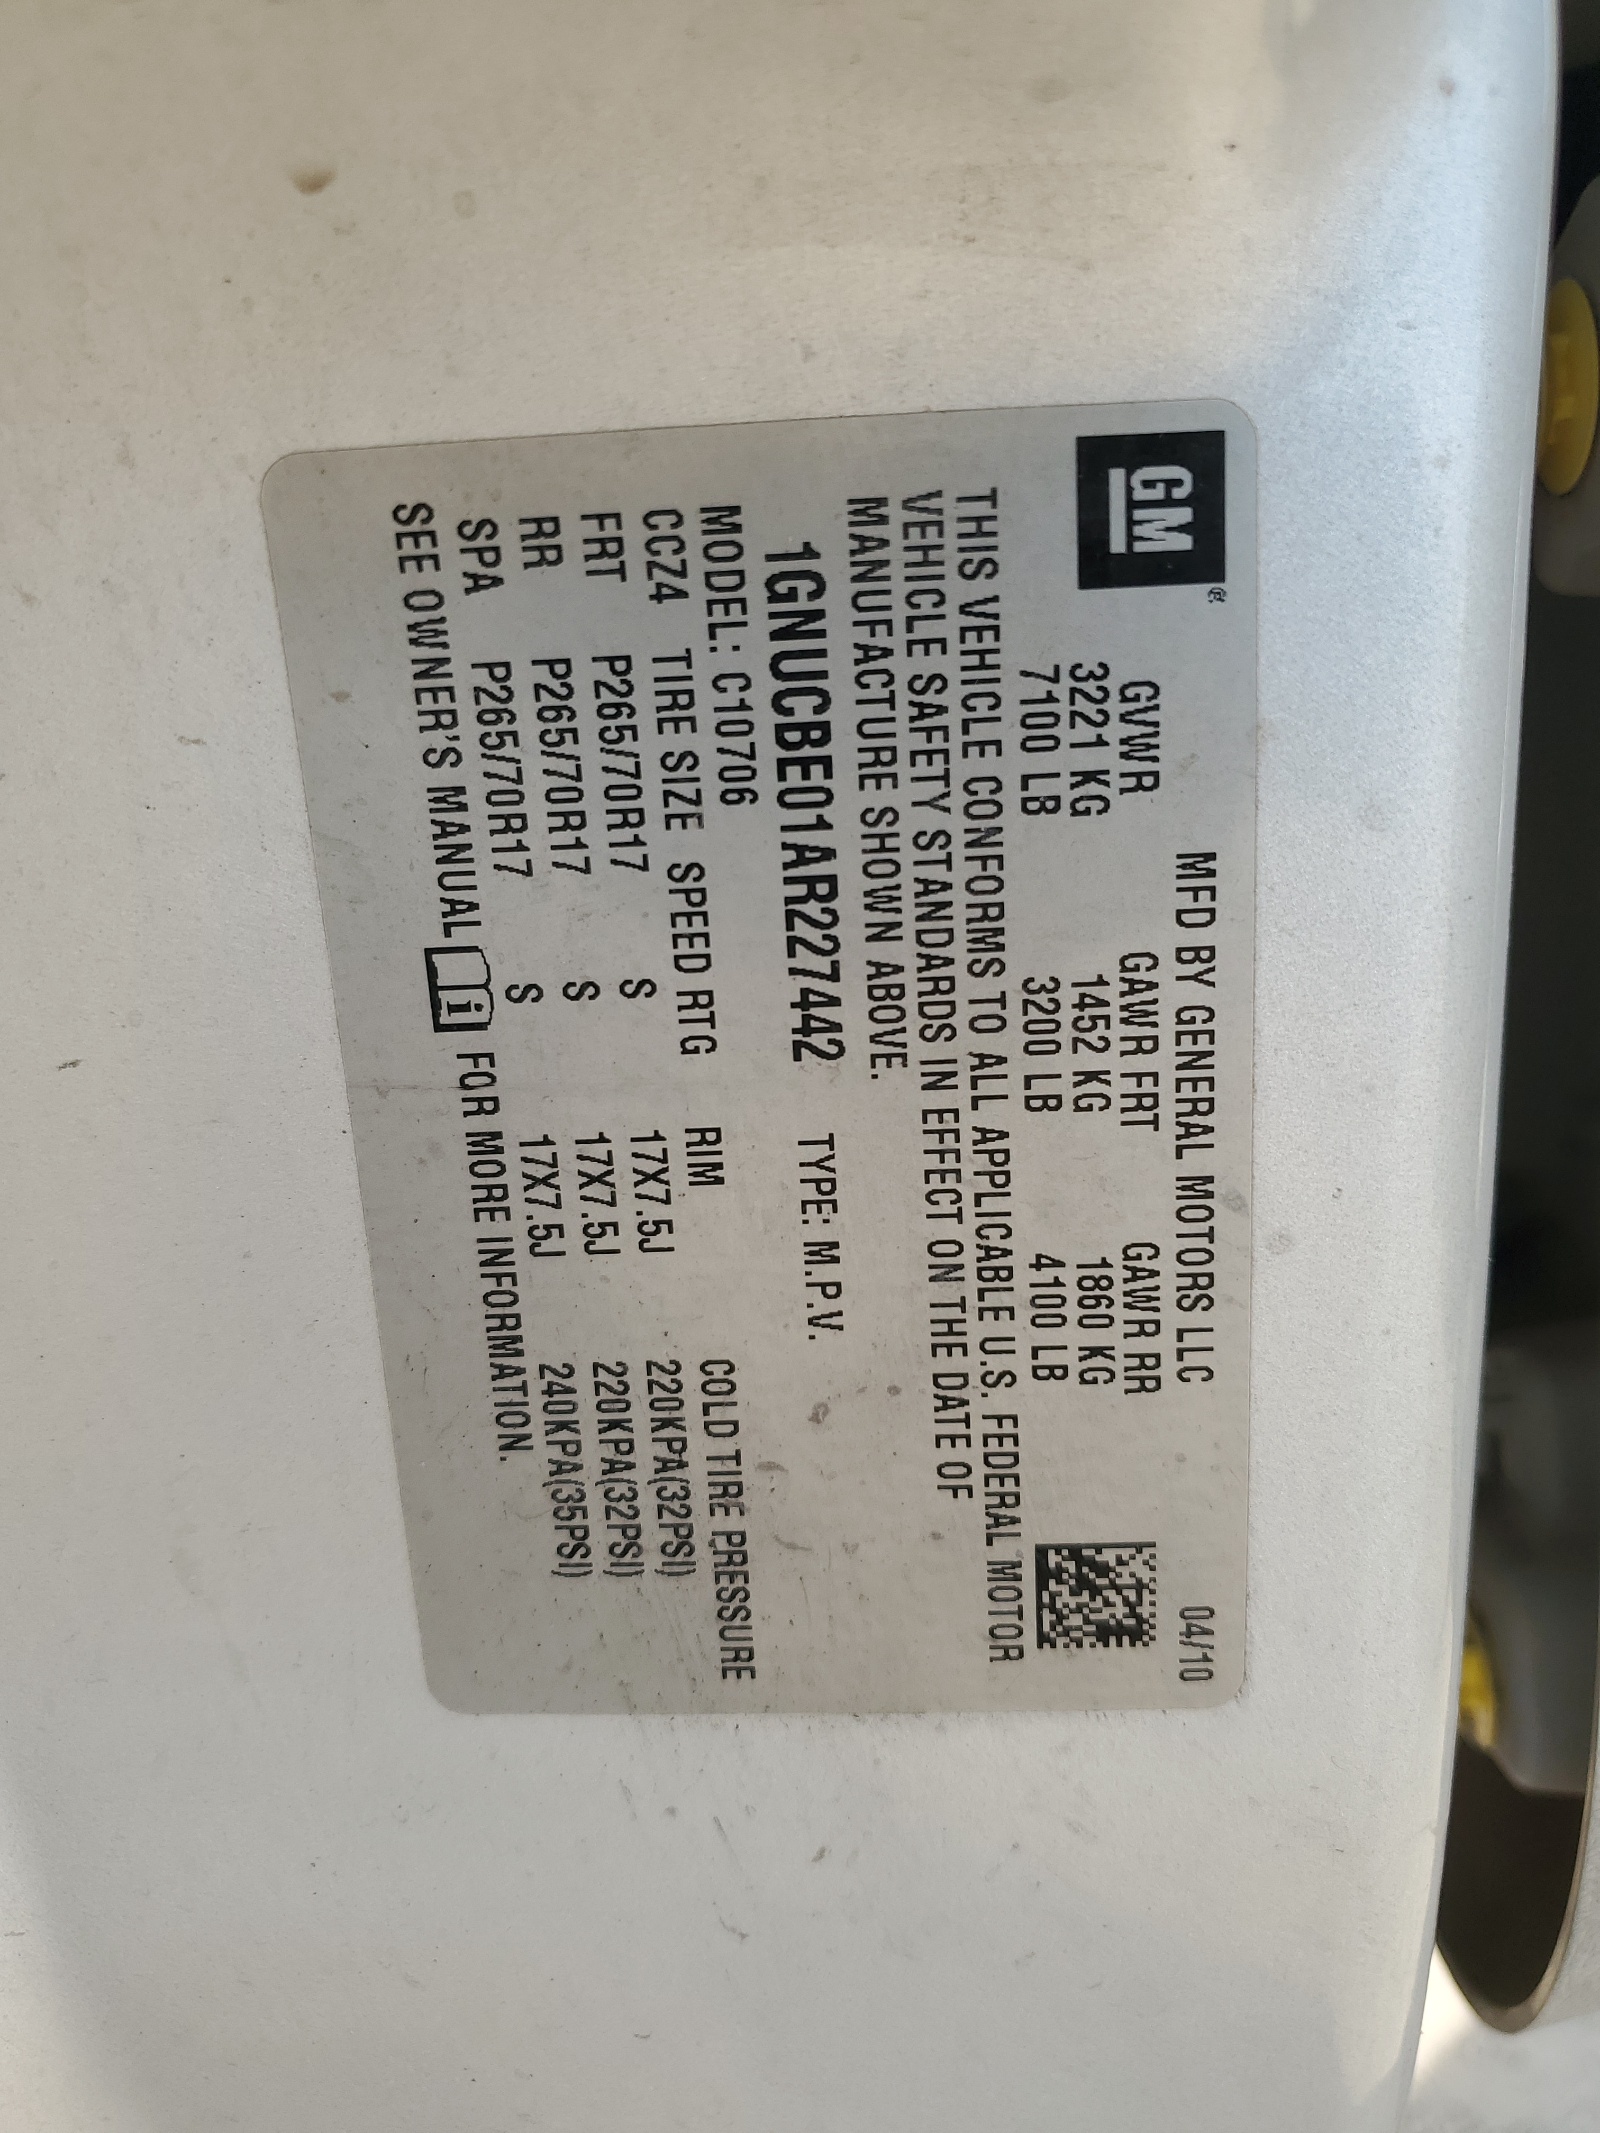 GM®
MFD BY GENERAL MOTORS LLC 04/10
GVWR GAWR FRT GAWR RR
3221 KG 1452 KG 1860 KG
7100 LB 3200 LB 4100 LB
THIS VEHICLE CONFORMS TO ALL APPLICABLE U.S. FEDERAL MOTOR
VEHICLE SAFETY STANDARDS IN EFFECT ON THE DATE OF
MANUFACTURE SHOWN ABOVE.
1GNUCBE01AR227442 TYPE: M.P.V.
MODEL: C10706
CCZ4 TIRE SIZE SPEED RTG RIM COLD TIRE PRESSURE
FRT P265/70R17 S 17X7.5J 220KPA(32PSI)
RR P265/70R17 S 17X7.5J 220KPA(32PSI)
SPA P265/70R17 S 17X7.5J 240KPA(35PSI)
SEE OWNER'S MANUAL i FOR MORE INFORMATION.